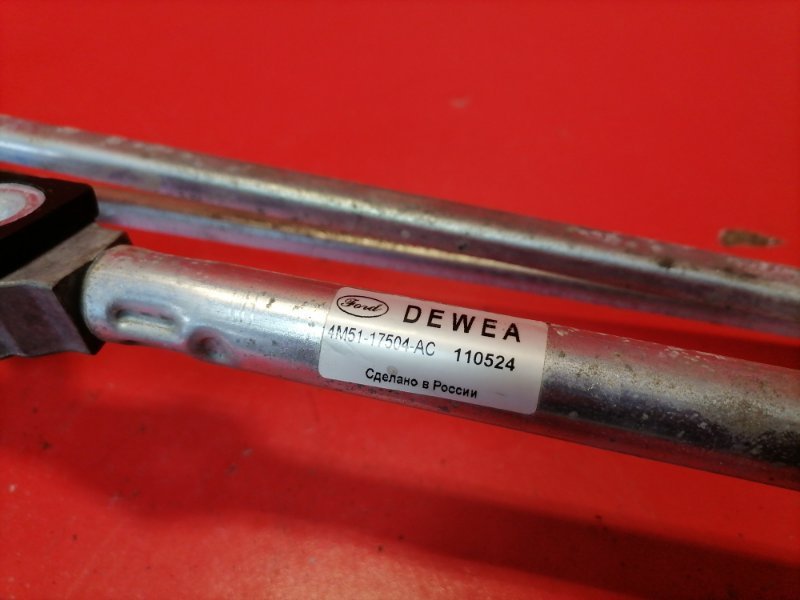 Ford DEWEA
4M51-17504-AC 110524
Сделано в России